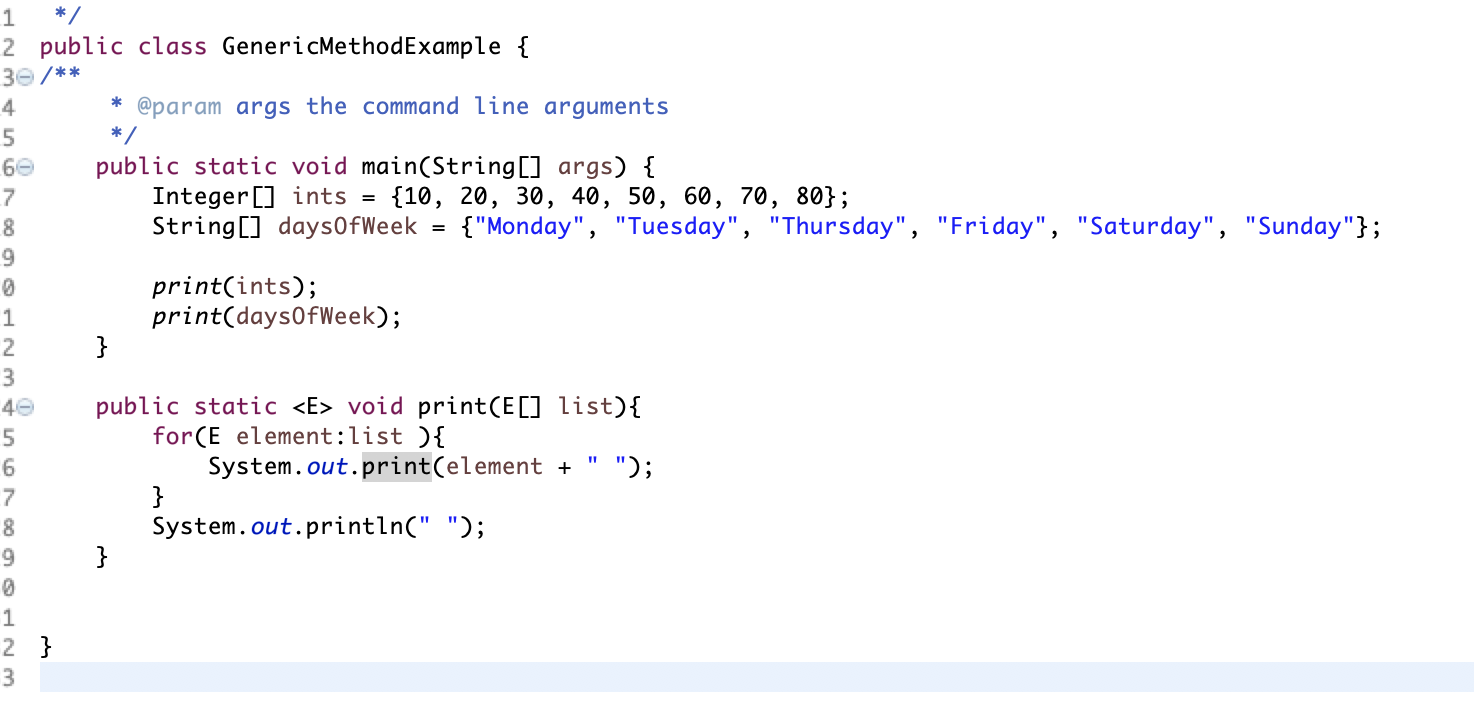 1 */
2 public class GenericMethodExample {
3 /**
4 * @param args the command line arguments
5 */
6 public static void main(String[] args) {
7 Integer[] ints = {10, 20, 30, 40, 50, 60, 70, 80};
8 String[] daysOfWeek = {"Monday", "Tuesday", "Thursday", "Friday", "Saturday", "Sunday"};
9
0 print(ints);
1 print(daysOfWeek);
2 }
3
4 public static <E> void print(E[] list){
5 for(E element:list ){
6 System.out.print(element + " ");
7 }
8 System.out.println(" ");
9 }
0
1
2 }
3